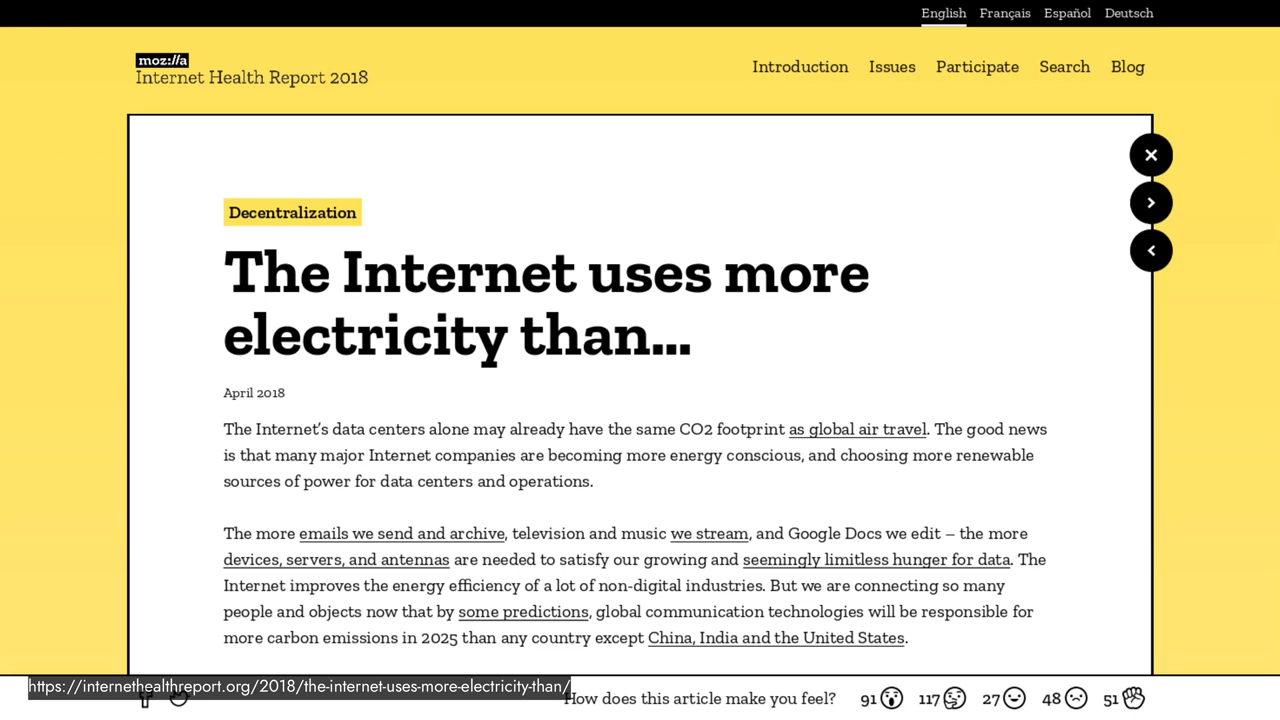 English Français Español Deutsch
moz://a
Internet Health Report 2018
Introduction Issues Participate Search Blog
Decentralization
The Internet uses more
electricity than...
April 2018
The Internet’s data centers alone may already have the same CO2 footprint as global air travel. The good news
is that many major Internet companies are becoming more energy conscious, and choosing more renewable
sources of power for data centers and operations.
The more emails we send and archive, television and music we stream, and Google Docs we edit – the more
devices, servers, and antennas are needed to satisfy our growing and seemingly limitless hunger for data. The
Internet improves the energy efficiency of a lot of non-digital industries. But we are connecting so many
people and objects now that by some predictions, global communication technologies will be responsible for
more carbon emissions in 2025 than any country except China, India and the United States.
https://internethealthreport.org/2018/the-internet-uses-more-electricity-than/
How does this article make you feel? 91 117 27 48 51